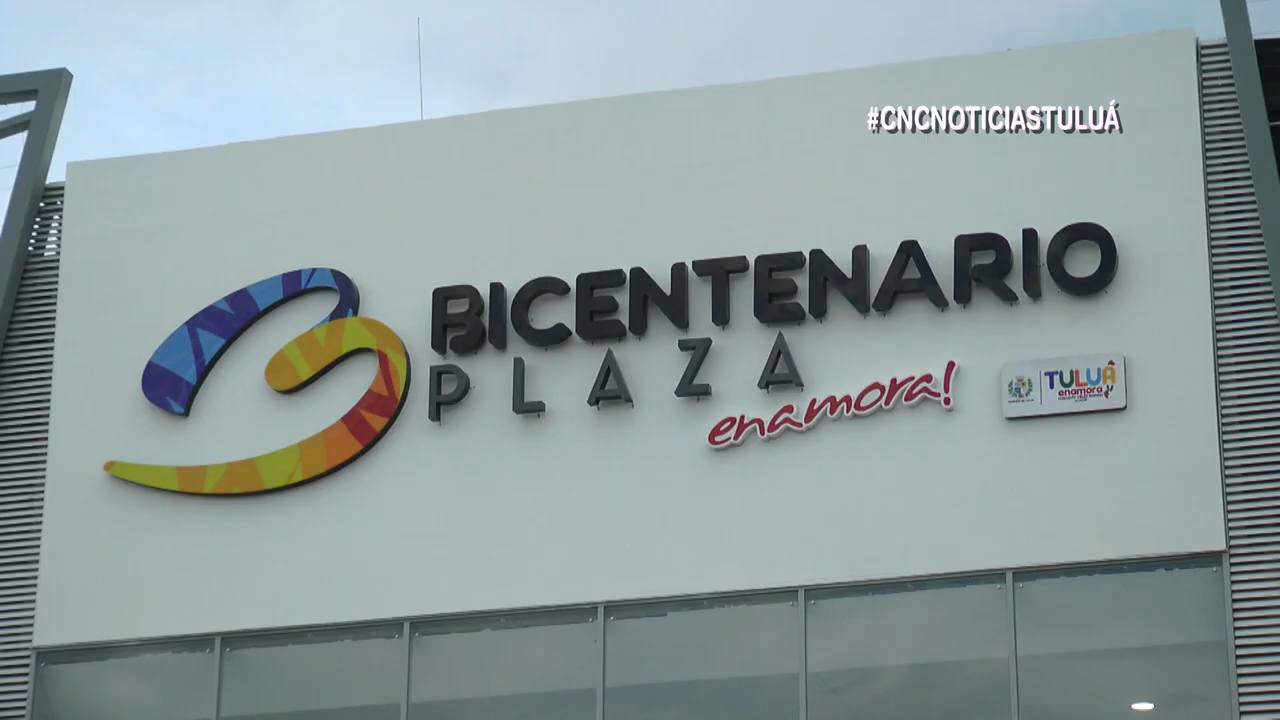 #CNCNOTICIASTULUÁ
BICENTENARIO
PLAZA
enamora!
TULUÁ
enamora